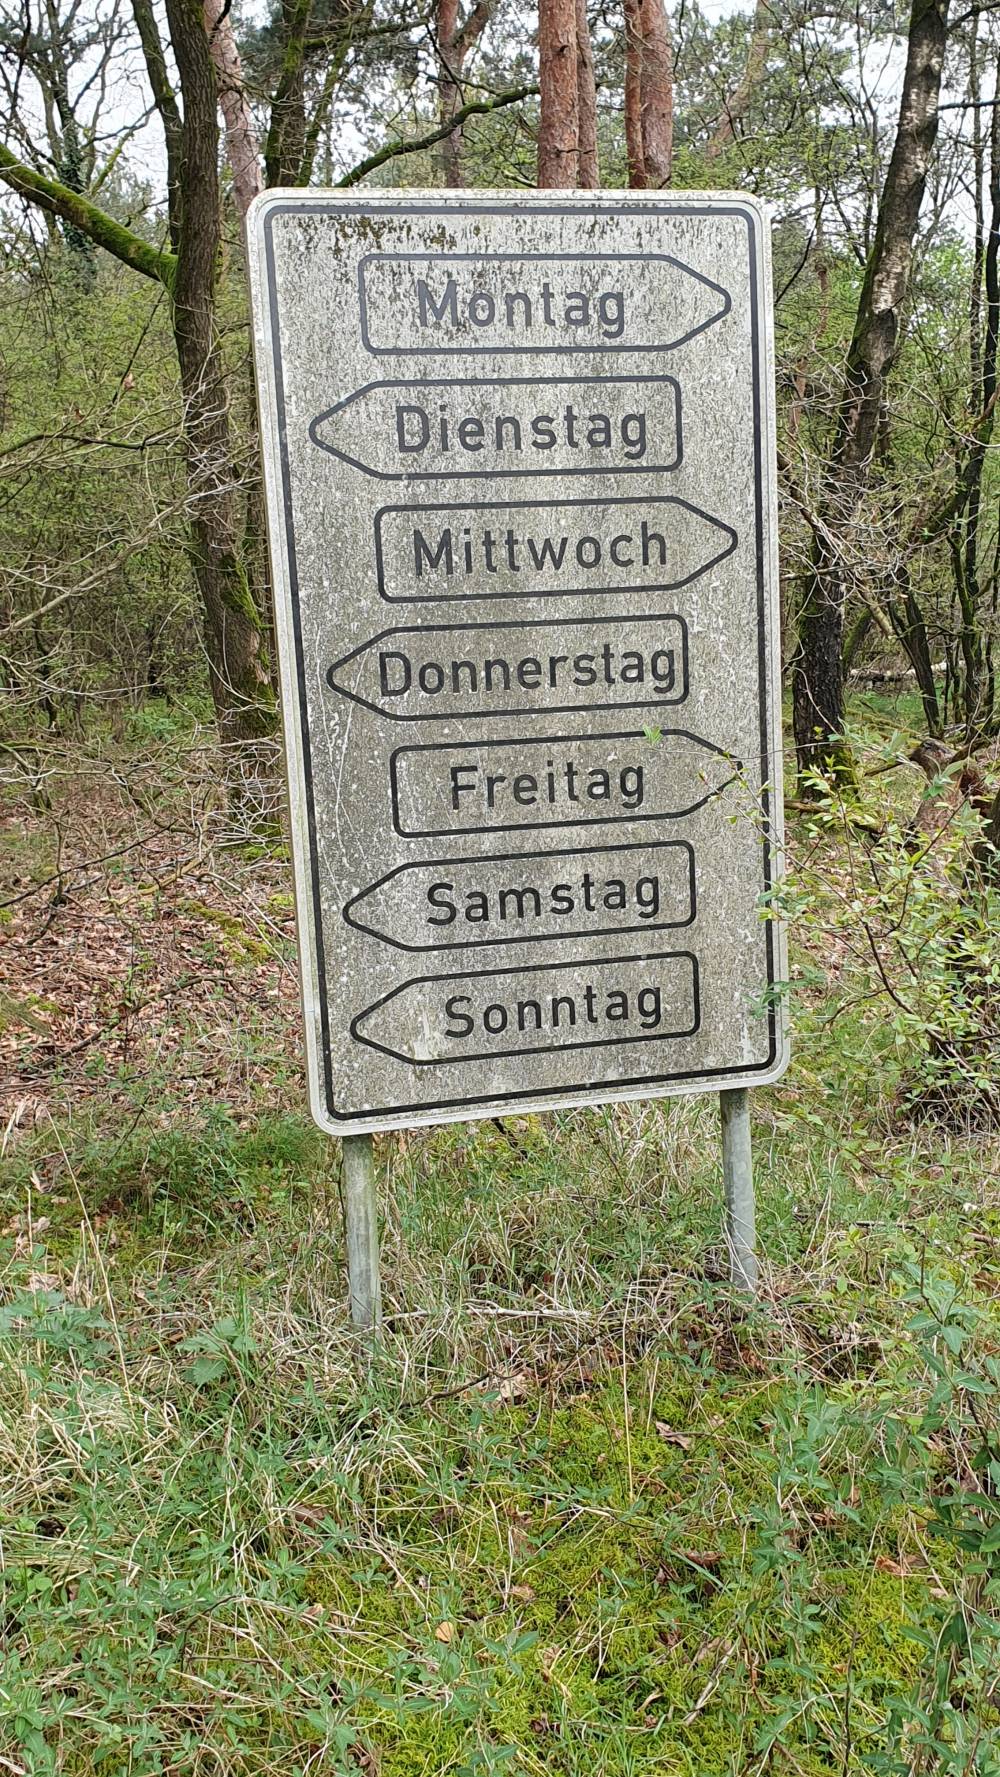 Montag
Dienstag
Mittwoch
Donnerstag
Freitag
Samstag
Sonntag